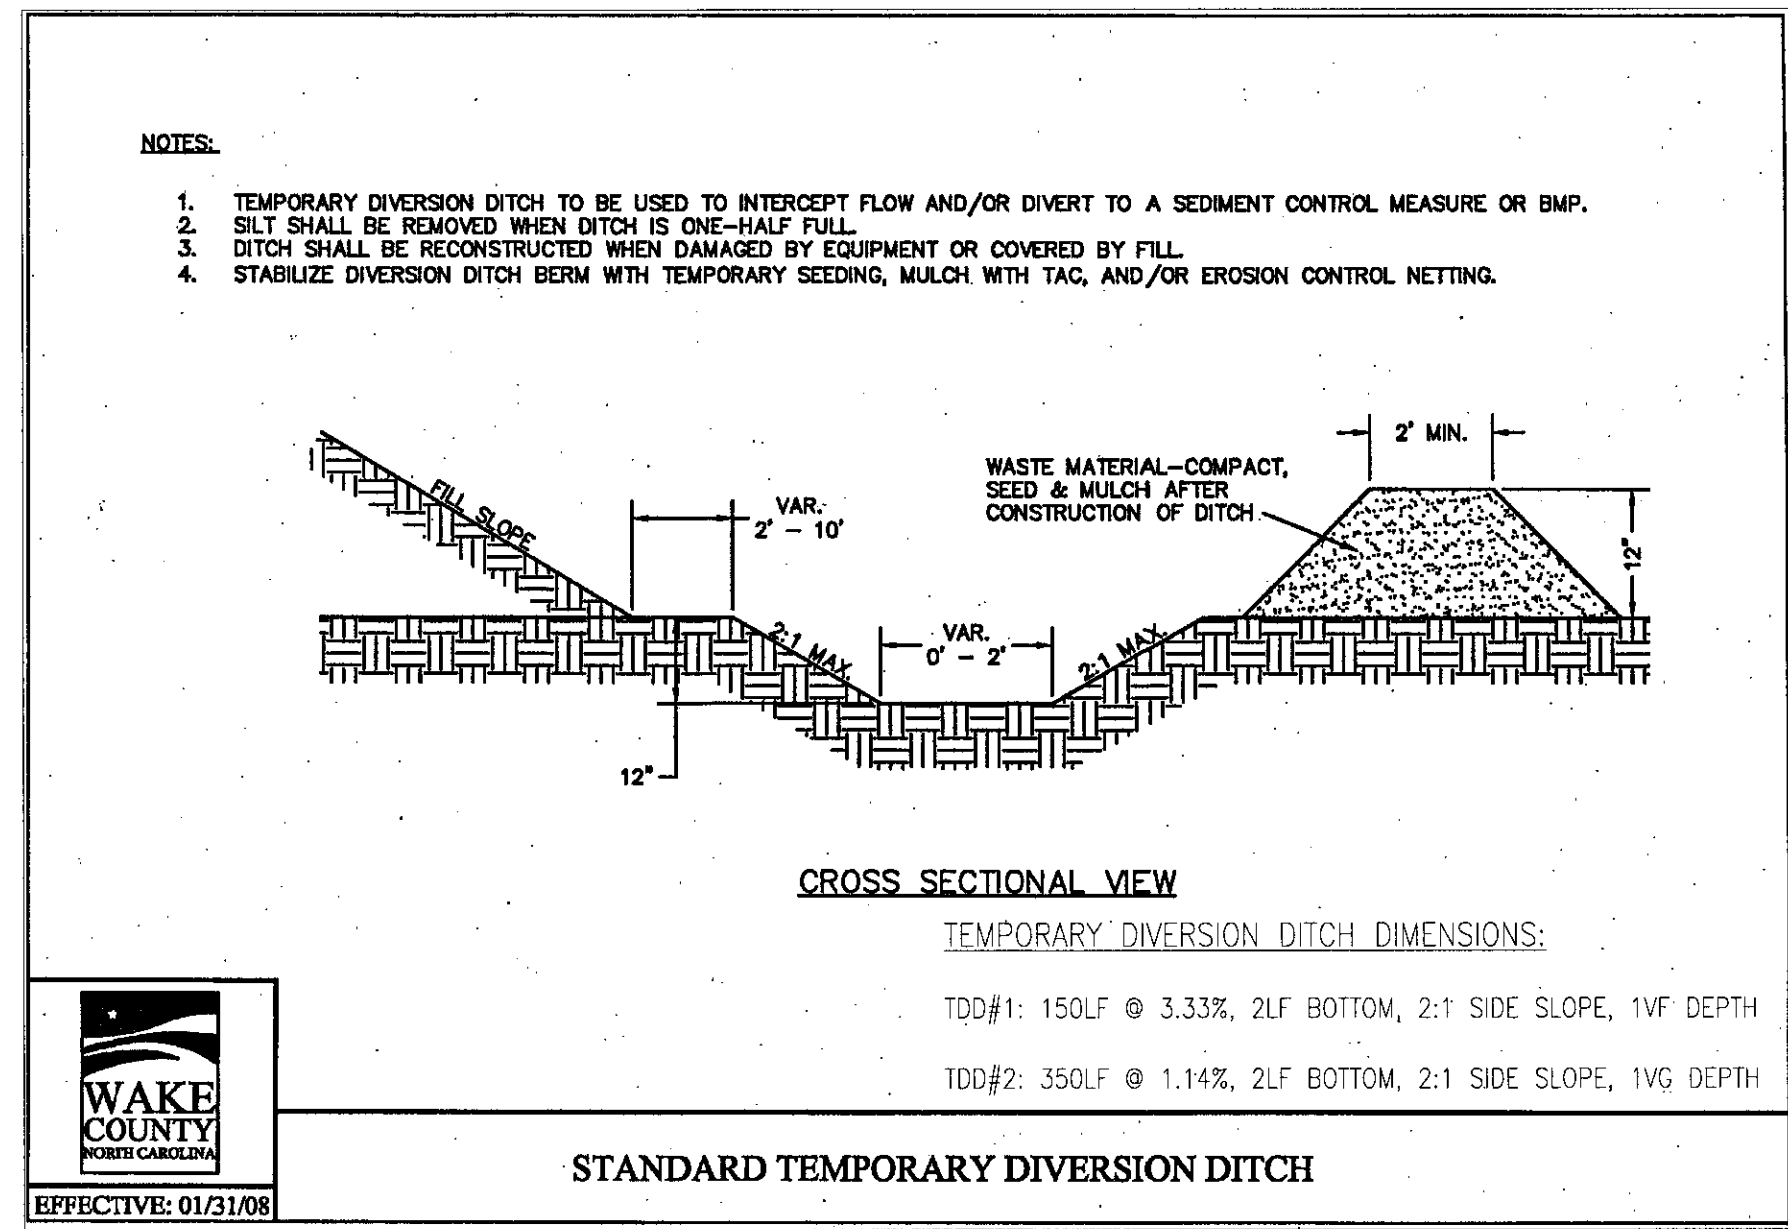 NOTES:
1. TEMPORARY DIVERSION DITCH TO BE USED TO INTERCEPT FLOW AND/OR DIVERT TO A SEDIMENT CONTROL MEASURE OR BMP.
2. SILT SHALL BE REMOVED WHEN DITCH IS ONE-HALF FULL.
3. DITCH SHALL BE RECONSTRUCTED WHEN DAMAGED BY EQUIPMENT OR COVERED BY FILL.
4. STABILIZE DIVERSION DITCH BERM WITH TEMPORARY SEEDING, MULCH WITH TAC, AND/OR EROSION CONTROL NETTING.
2' MIN.
WASTE MATERIAL-COMPACT,
SEED & MULCH AFTER
CONSTRUCTION OF DITCH
FILL SLOPE
VAR.
2' - 10'
12"
2:1 MAX.
VAR.
0' - 2'
2:1 MAX.
12"
CROSS SECTIONAL VIEW
TEMPORARY DIVERSION DITCH DIMENSIONS:
TDD#1: 150LF @ 3.33%, 2LF BOTTOM, 2:1 SIDE SLOPE, 1VF DEPTH
TDD#2: 350LF @ 1.14%, 2LF BOTTOM, 2:1 SIDE SLOPE, 1VG DEPTH
WAKE
COUNTY
NORTH CAROLINA
EFFECTIVE: 01/31/08
STANDARD TEMPORARY DIVERSION DITCH